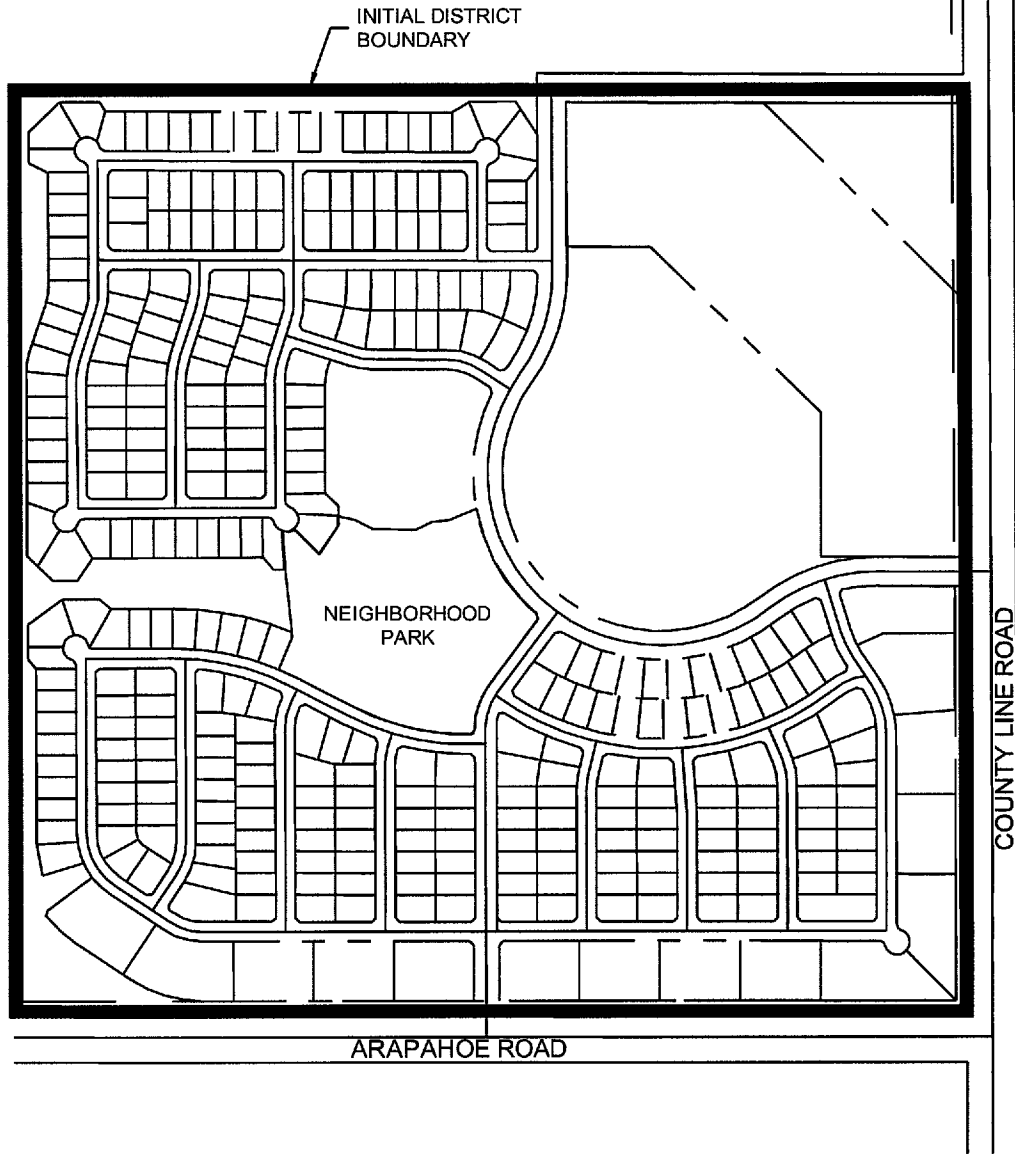 INITIAL DISTRICT
BOUNDARY
NEIGHBORHOOD
PARK
COUNTY LINE ROAD
ARAPAHOE ROAD